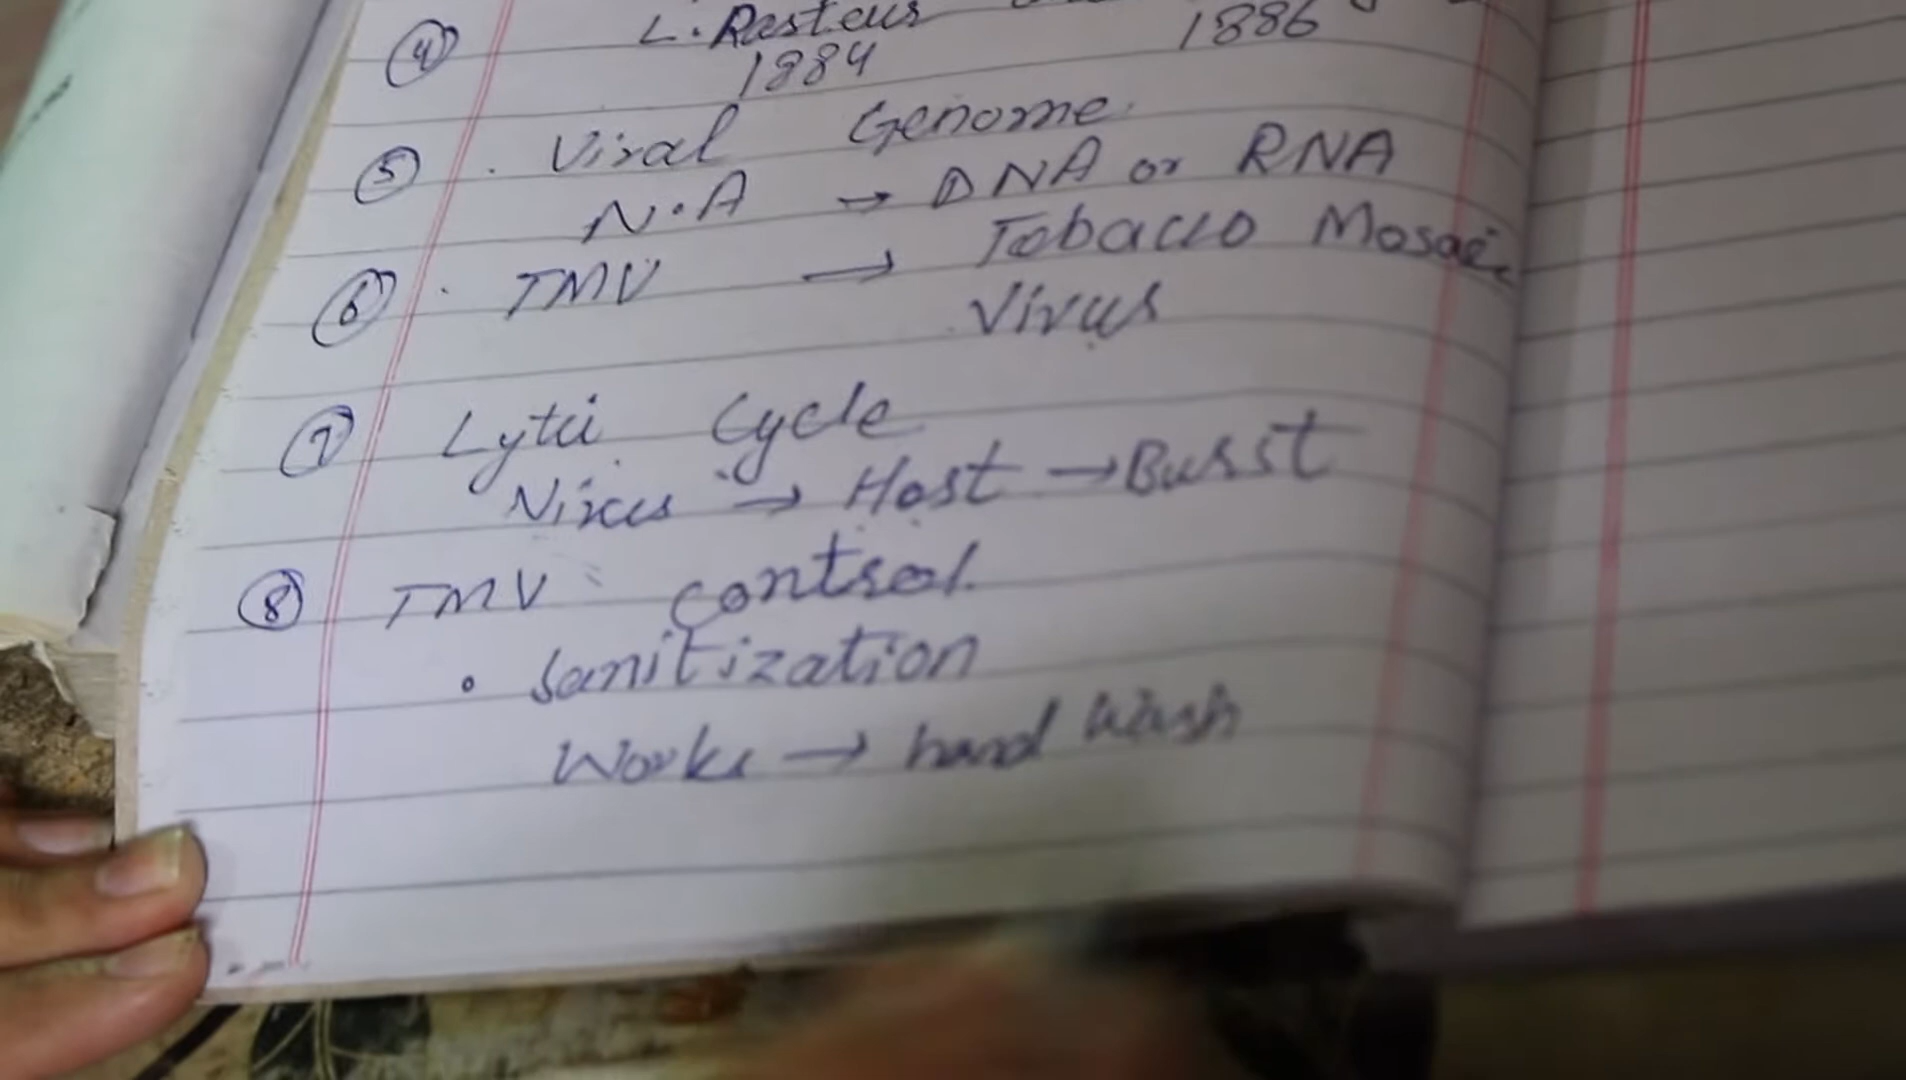 ④ L. Pasteur
1884 1886
⑤ . Viral Genome
N.A → DNA or RNA
⑥ . TMV → Tobacco Mosaic
Virus
⑦ Lytic Cycle
Virus → Host → Burst
⑧ TMV control.
• Sanitization
Works → hand Wash